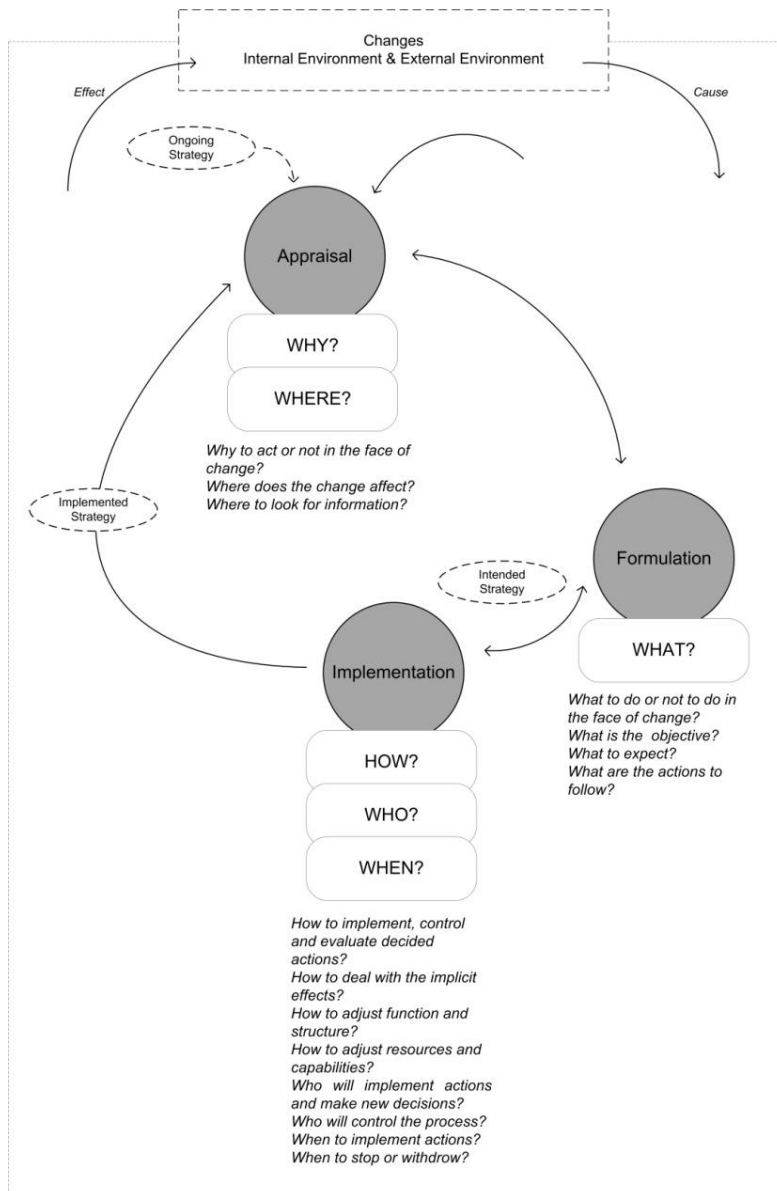 Changes
Internal Environment & External Environment
Effect
Cause
Ongoing
Strategy
Appraisal
WHY?
WHERE?
Why to act or not in the face of
change?
Where does the change affect?
Where to look for information?
Implemented
Strategy
Intended
Strategy
Formulation
WHAT?
What to do or not to do in
the face of change?
What is the objective?
What to expect?
What are the actions to
follow?
Implementation
HOW?
WHO?
WHEN?
How to implement, control
and evaluate decided
actions?
How to deal with the implicit
effects?
How to adjust function and
structure?
How to adjust resources and
capabilities?
Who will implement actions
and make new decisions?
Who will control the process?
When to implement actions?
When to stop or withdrow?